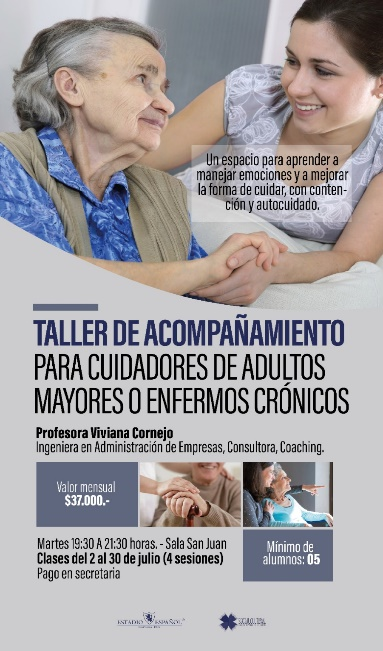 Un espacio para aprender a
manejar emociones y a mejorar
la forma de cuidar, con conten-
ción y autocuidado.
TALLER DE ACOMPAÑAMIENTO
PARA CUIDADORES DE ADULTOS
MAYORES O ENFERMOS CRÓNICOS
Profesora Viviana Cornejo
Ingeniera en Administración de Empresas, Consultora, Coaching.
Valor mensual
$37.000.-
Martes 19:30 A 21:30 horas. - Sala San Juan
Clases del 2 al 30 de julio (4 sesiones)
Pago en secretaria
Mínimo de
alumnos: 05
ESTADIO ESPAÑOL